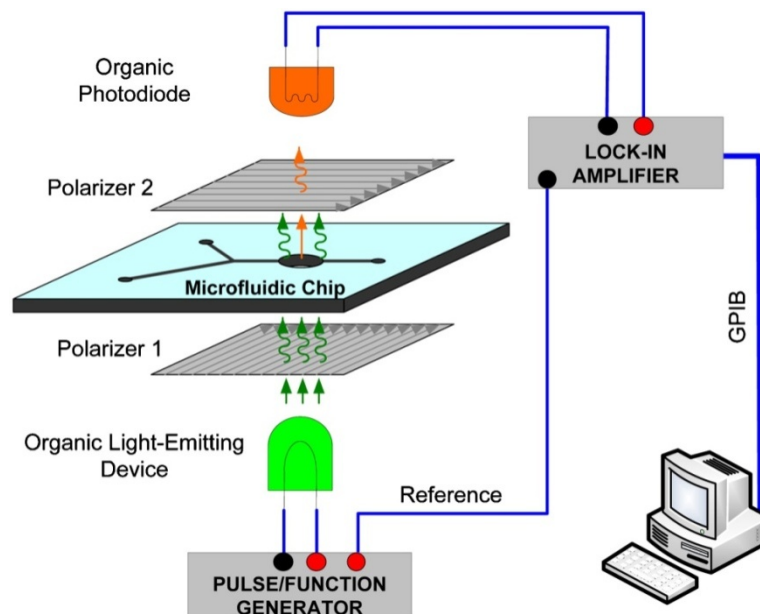 Organic
Photodiode
LOCK-IN
AMPLIFIER
Polarizer 2
Microfluidic Chip
GPIB
Polarizer 1
Organic Light-Emitting
Device
Reference
PULSE/FUNCTION
GENERATOR